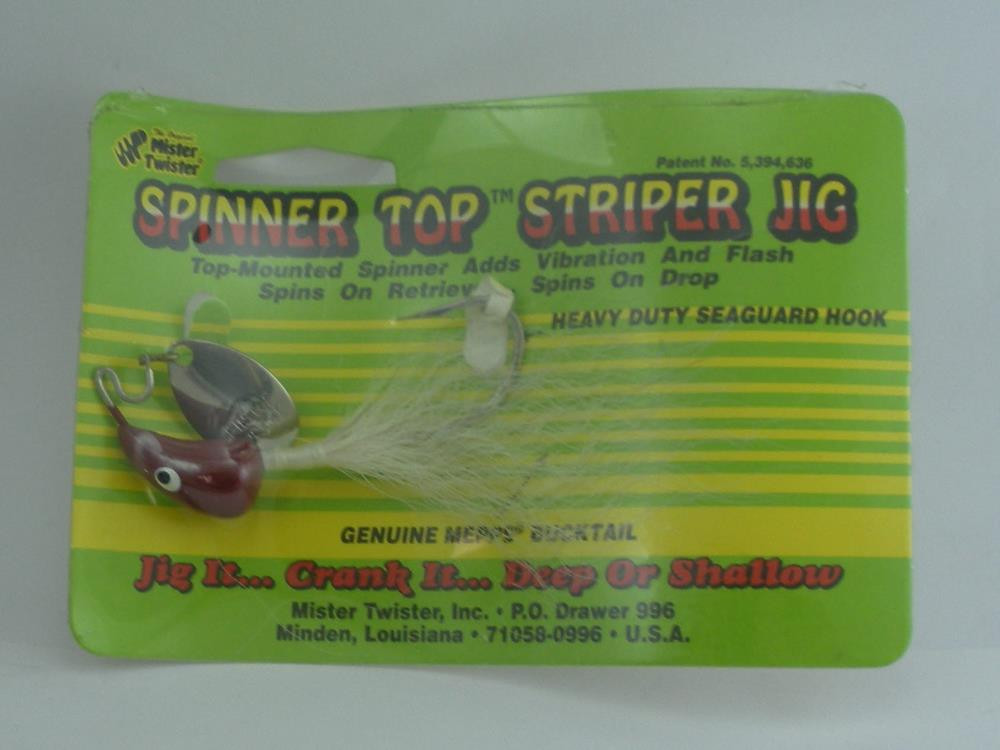 The Original
Mister
Twister®
Patent No. 5,394,636
SPINNER TOP™ STRIPER JIG
Top-Mounted Spinner Adds Vibration And Flash
Spins On Retrieve Spins On Drop
HEAVY DUTY SEAGUARD HOOK
GENUINE MEPPS® BUCKTAIL
Jig It... Crank It... Deep Or Shallow
Mister Twister, Inc. • P.O. Drawer 996
Minden, Louisiana • 71058-0996 • U.S.A.